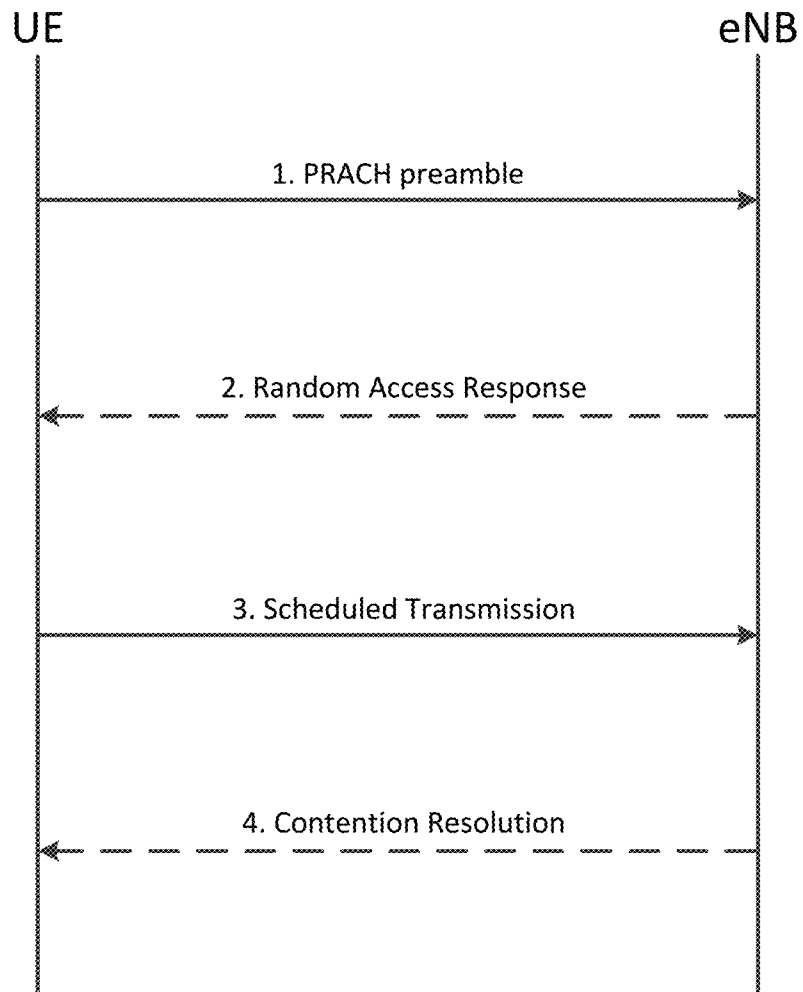 UE
eNB
1. PRACH preamble
2. Random Access Response
3. Scheduled Transmission
4. Contention Resolution